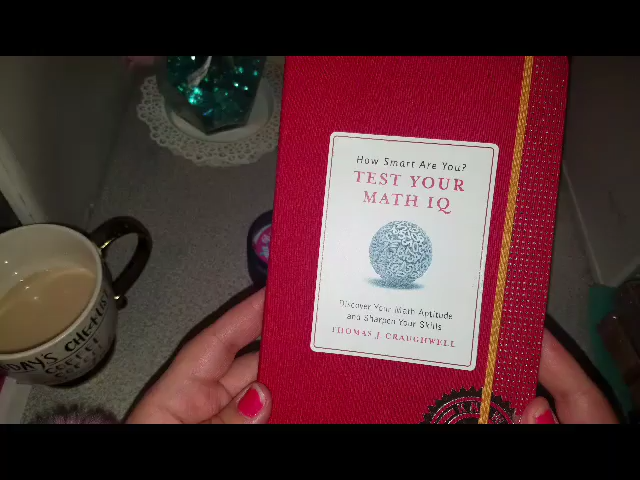 How Smart Are You?
TEST YOUR
MATH IQ
Discover Your Math Aptitude
and Sharpen Your Skills
THOMAS J. CRAUGHWELL